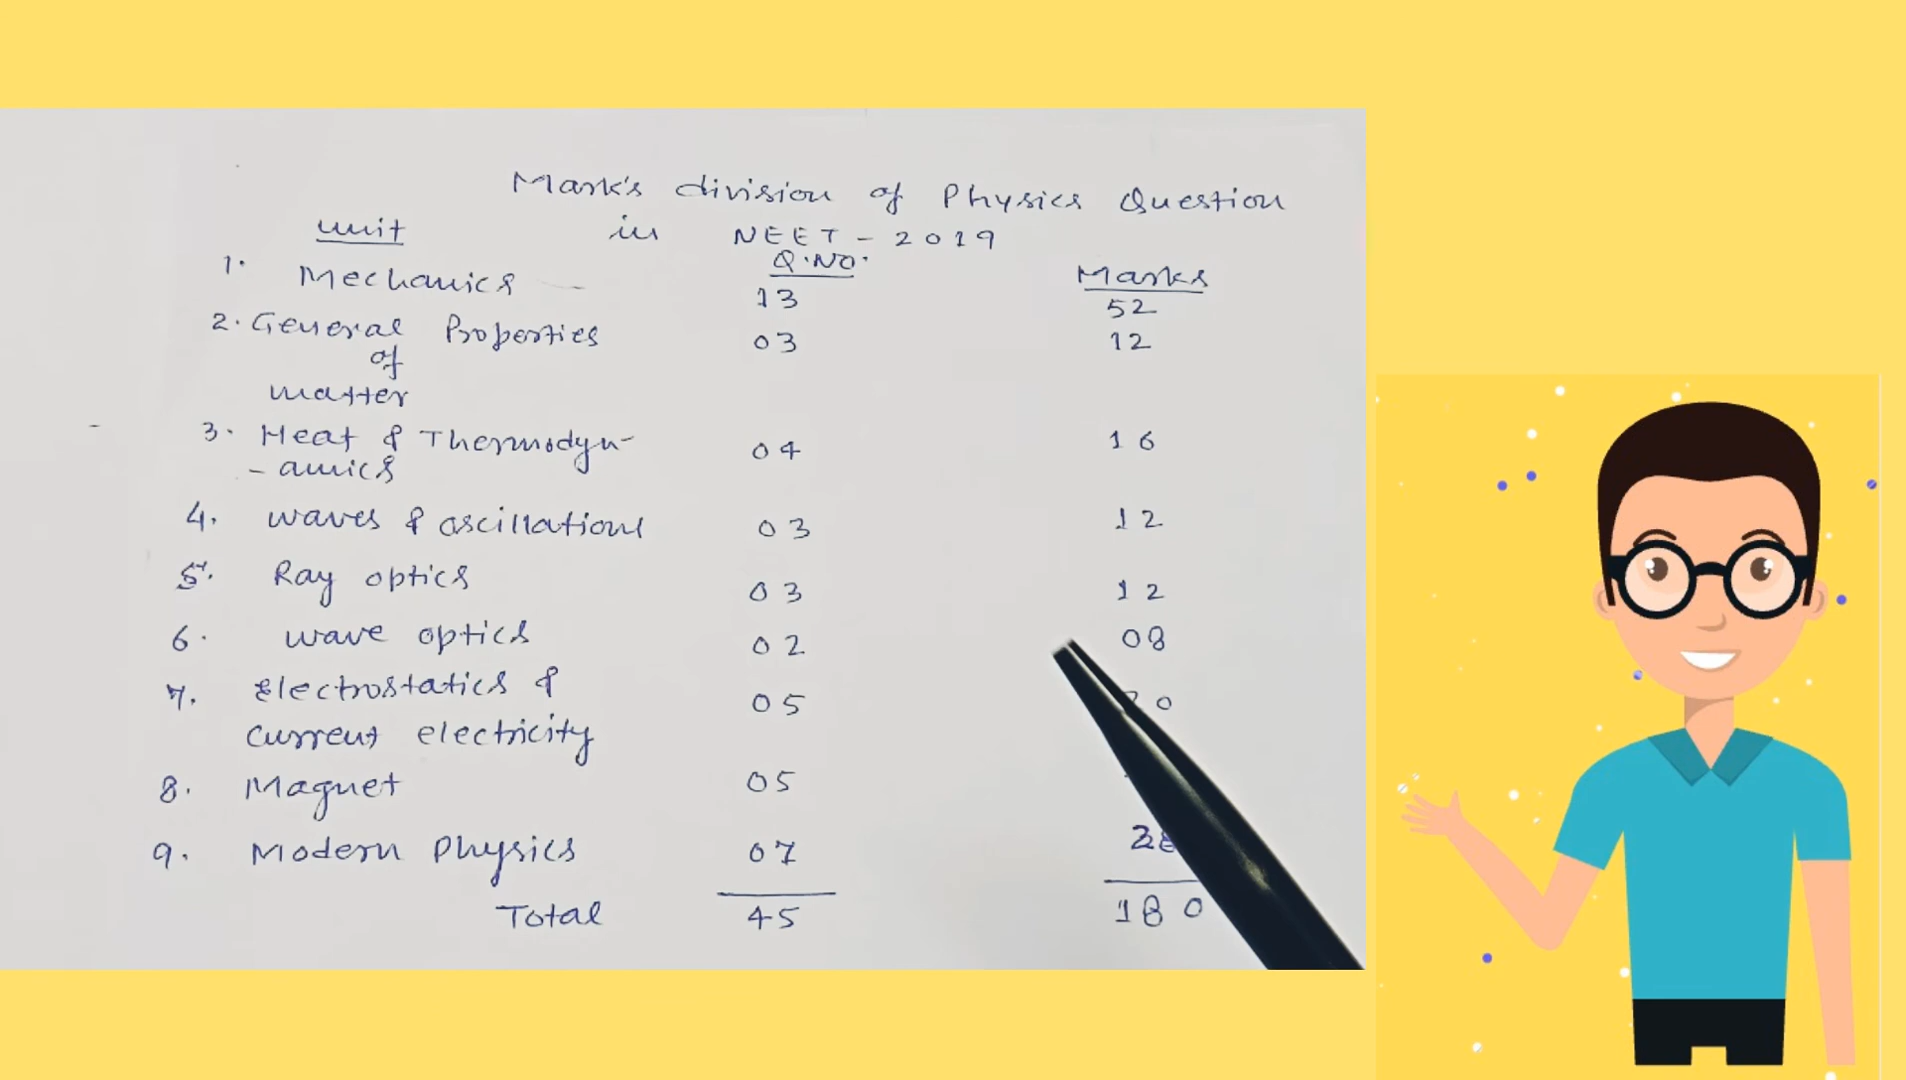 Mark's division of Physics Question
unit in NEET - 2019
Q.NO. Marks
1. Mechanics 13 52
2. General Properties 03 12
of
matter
3. Heat & Thermodyn- 04 16
- amics
4. waves & oscillations 03 12
5. Ray optics 03 12
6. wave optics 02 08
7. Electrostatics & 05
current electricity
8. Magnet 05
9. Modern Physics 07
Total 45 180